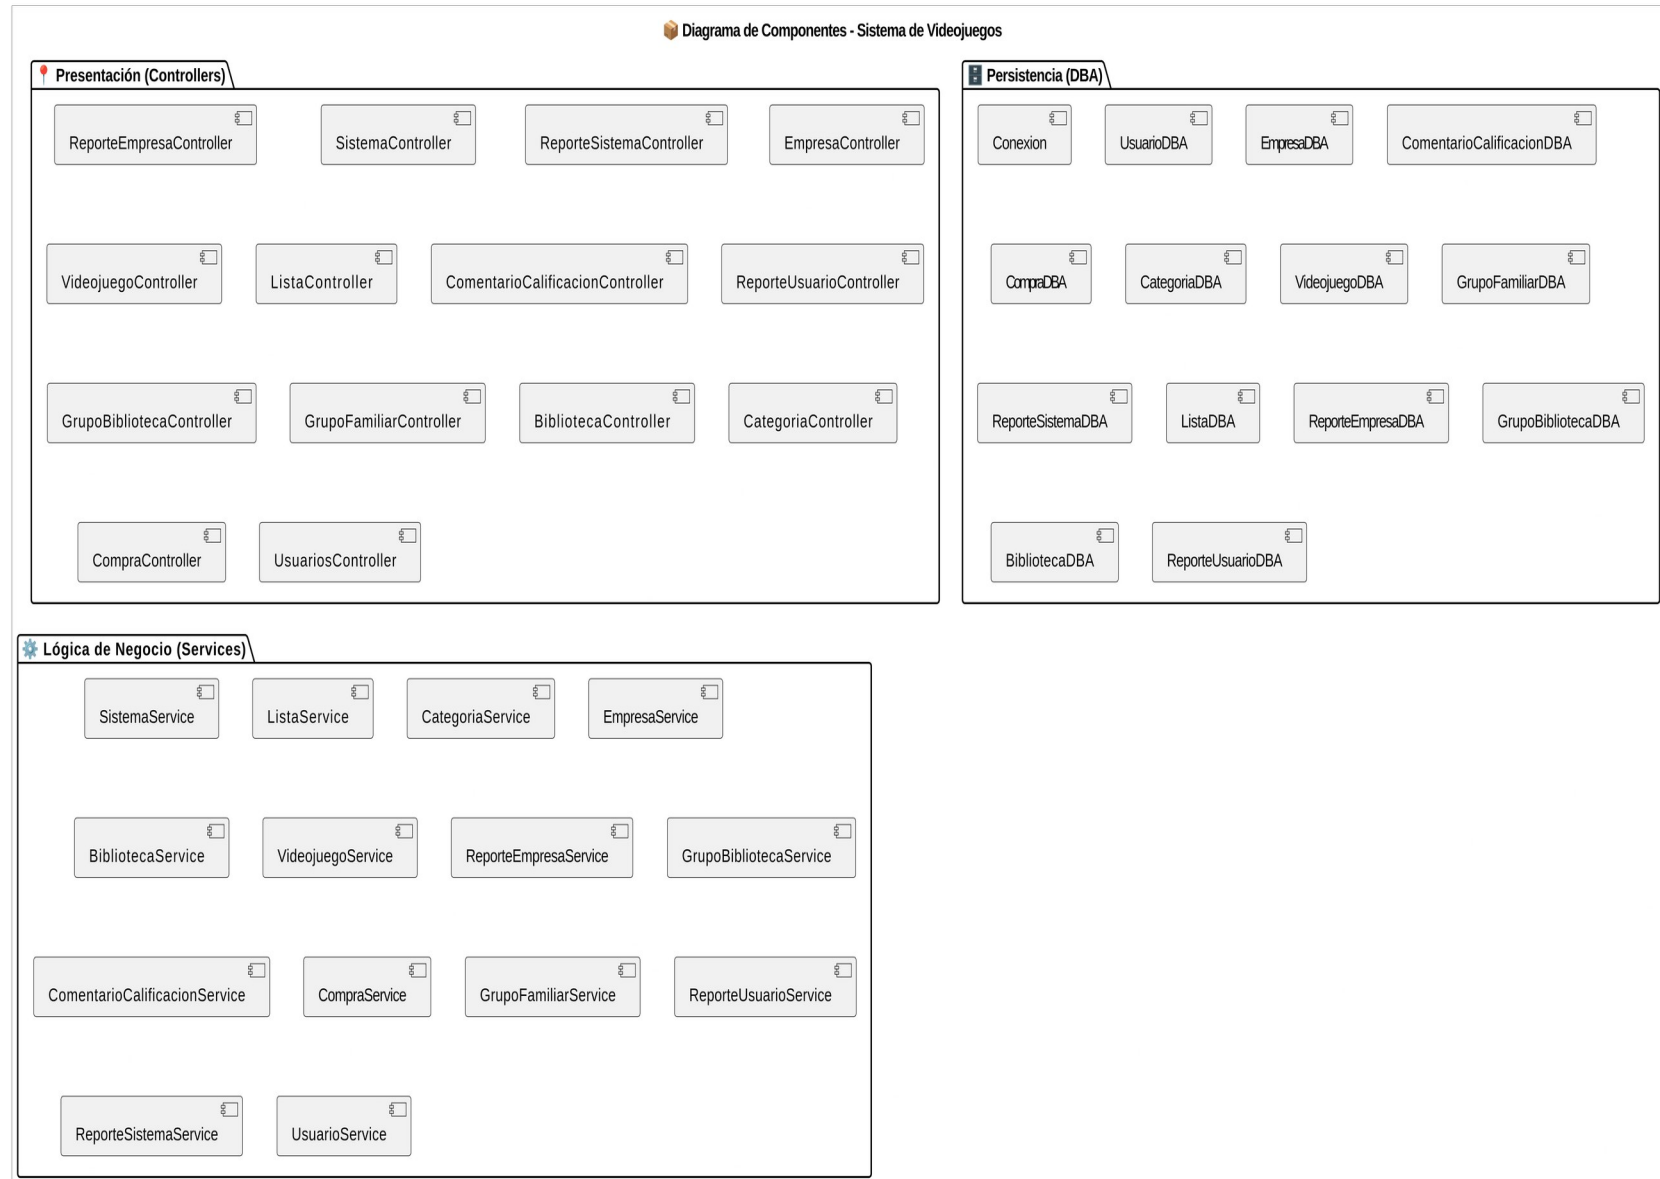 📦 Diagrama de Componentes - Sistema de Videojuegos
📍 Presentación (Controllers)
ReporteEmpresaController
SistemaController
ReporteSistemaController
EmpresaController
VideojuegoController
ListaController
ComentarioCalificacionController
ReporteUsuarioController
GrupoBibliotecaController
GrupoFamiliarController
BibliotecaController
CategoriaController
CompraController
UsuariosController
🗄️ Persistencia (DBA)
Conexion
UsuarioDBA
EmpresaDBA
ComentarioCalificacionDBA
CompraDBA
CategoriaDBA
VideojuegoDBA
GrupoFamiliarDBA
ReporteSistemaDBA
ListaDBA
ReporteEmpresaDBA
GrupoBibliotecaDBA
BibliotecaDBA
ReporteUsuarioDBA
⚙️ Lógica de Negocio (Services)
SistemaService
ListaService
CategoriaService
EmpresaService
BibliotecaService
VideojuegoService
ReporteEmpresaService
GrupoBibliotecaService
ComentarioCalificacionService
CompraService
GrupoFamiliarService
ReporteUsuarioService
ReporteSistemaService
UsuarioService